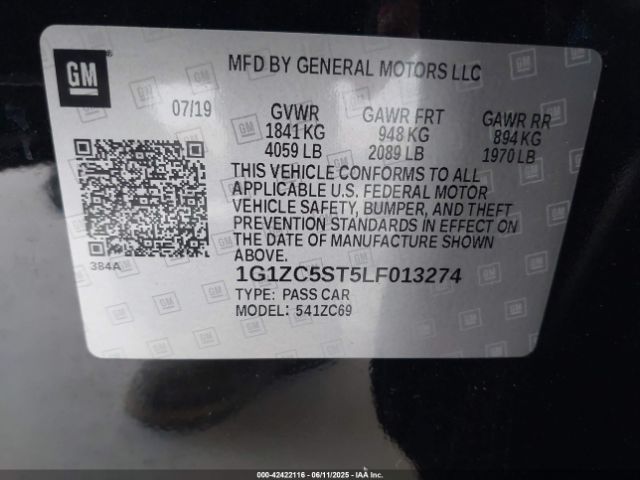 GM
MFD BY GENERAL MOTORS LLC
07/19
GVWR GAWR FRT GAWR RR
1841 KG 948 KG 894 KG
4059 LB 2089 LB 1970 LB
THIS VEHICLE CONFORMS TO ALL
APPLICABLE U.S. FEDERAL MOTOR
VEHICLE SAFETY, BUMPER, AND THEFT
PREVENTION STANDARDS IN EFFECT ON
THE DATE OF MANUFACTURE SHOWN
ABOVE.
384A
1G1ZC5ST5LF013274
TYPE: PASS CAR
MODEL: 541ZC69
000-42422116 - 06/11/2025 - IAA Inc.